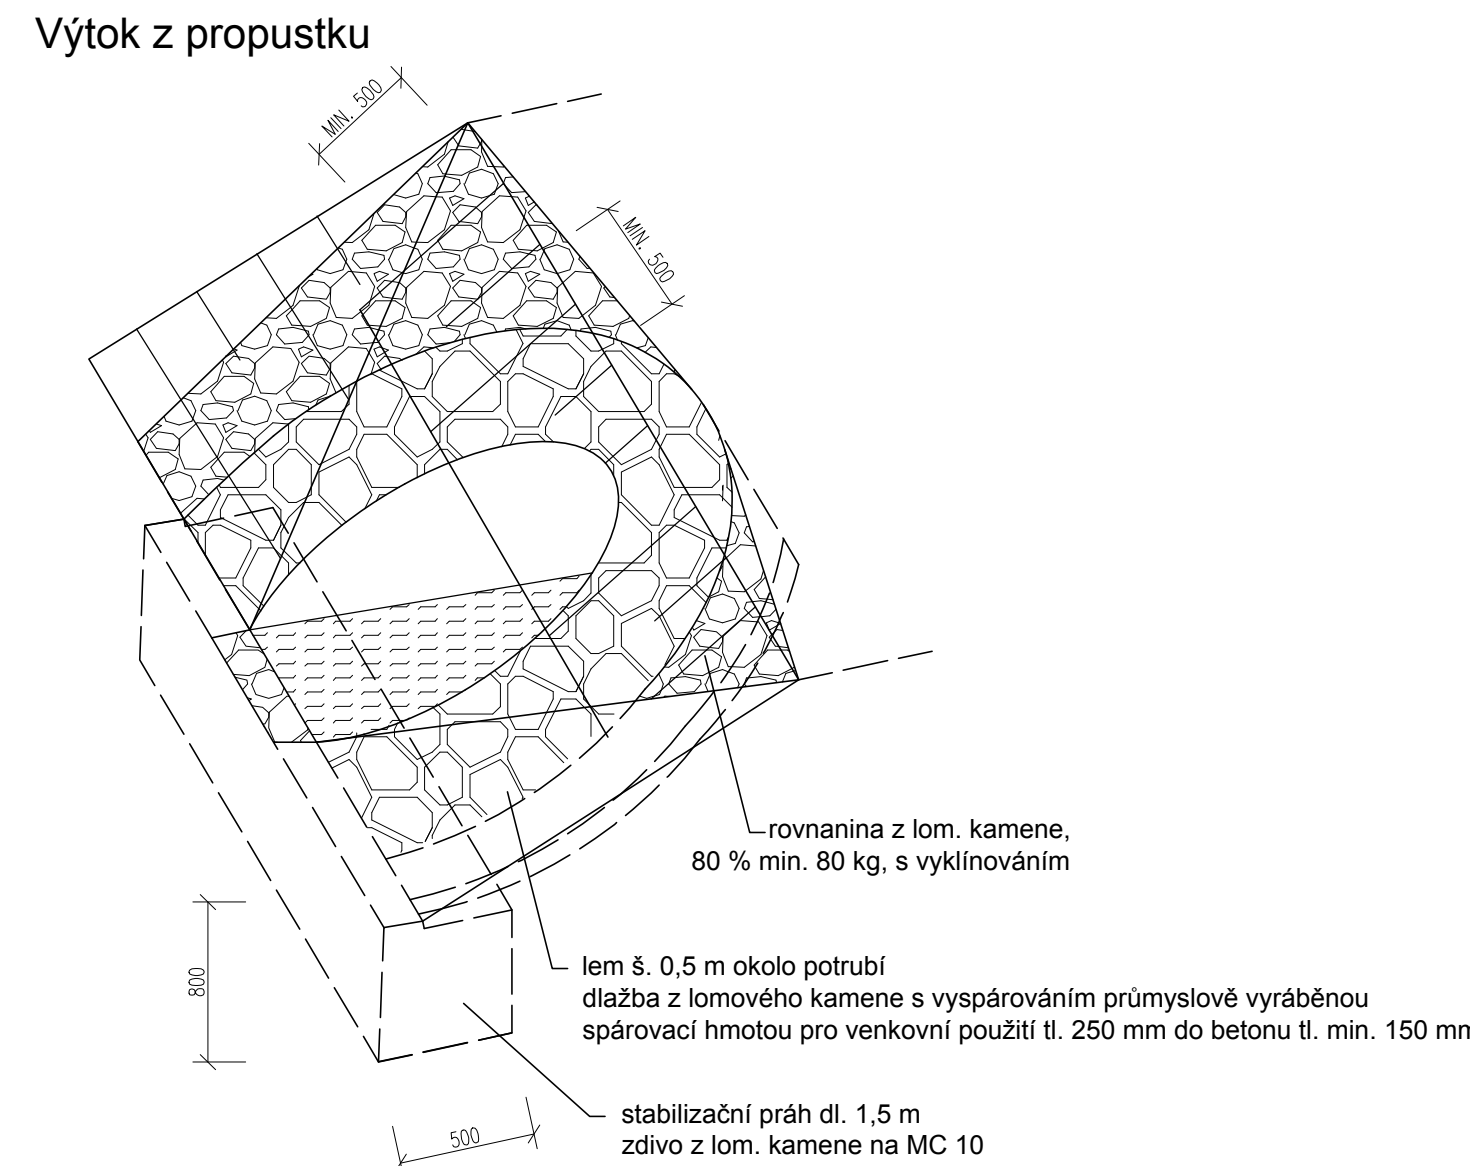 Výtok z propustku
MIN. 500
MIN. 500
rovnanina z lom. kamene,
80 % min. 80 kg, s vyklínováním
lem š. 0,5 m okolo potrubí
dlažba z lomového kamene s vyspárováním průmyslově vyráběnou
spárovací hmotou pro venkovní použití tl. 250 mm do betonu tl. min. 150 mm
800
stabilizační práh dl. 1,5 m
zdivo z lom. kamene na MC 10
500